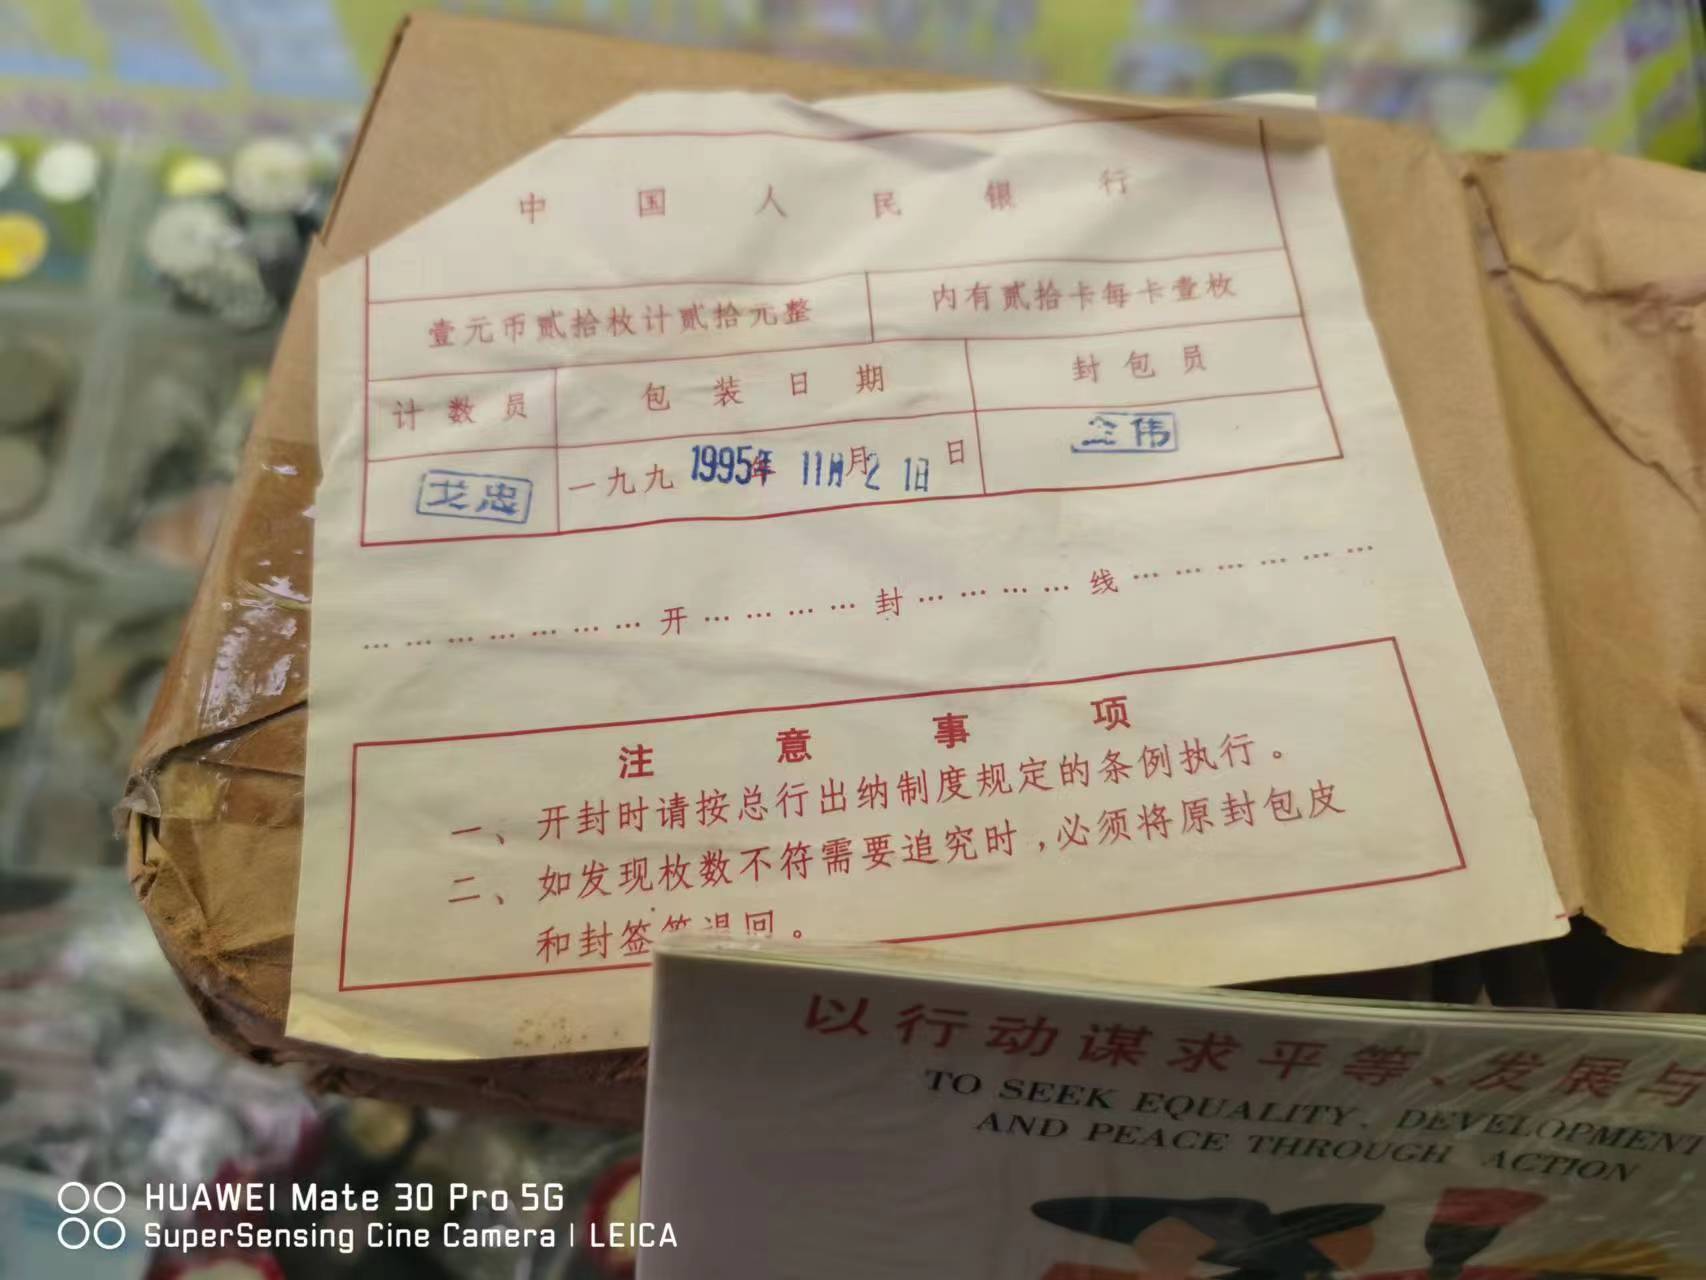 中国人民银行
壹元币贰拾枚计贰拾元整
内有贰拾卡每卡壹枚
计数员
包装日期
封包员
一九九 1995年 11月21日 日
伟
忠
开封线
注意事项
一、开封时请按总行出纳制度规定的条例执行。
二、如发现枚数不符需要追究时,必须将原封包皮
和封签等退回。
以行动谋求平等、发展与
TO SEEK EQUALITY, DEVELOPMENT
AND PEACE THROUGH ACTION
HUAWEI Mate 30 Pro 5G
SuperSensing Cine Camera | LEICA